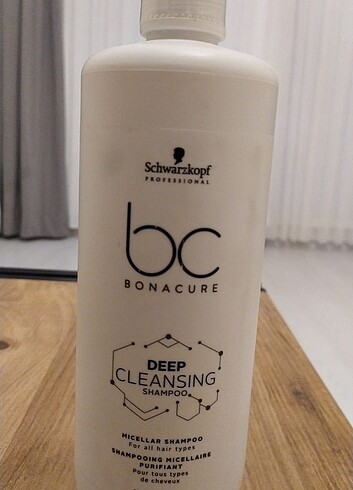 Schwarzkopf
PROFESSIONAL
bc
BONACURE
DEEP
CLEANSING
SHAMPOO
MICELLAR SHAMPOO
For all hair types
SHAMPOOING MICELLAIRE
PURIFIANT
Pour tous types
de cheveux